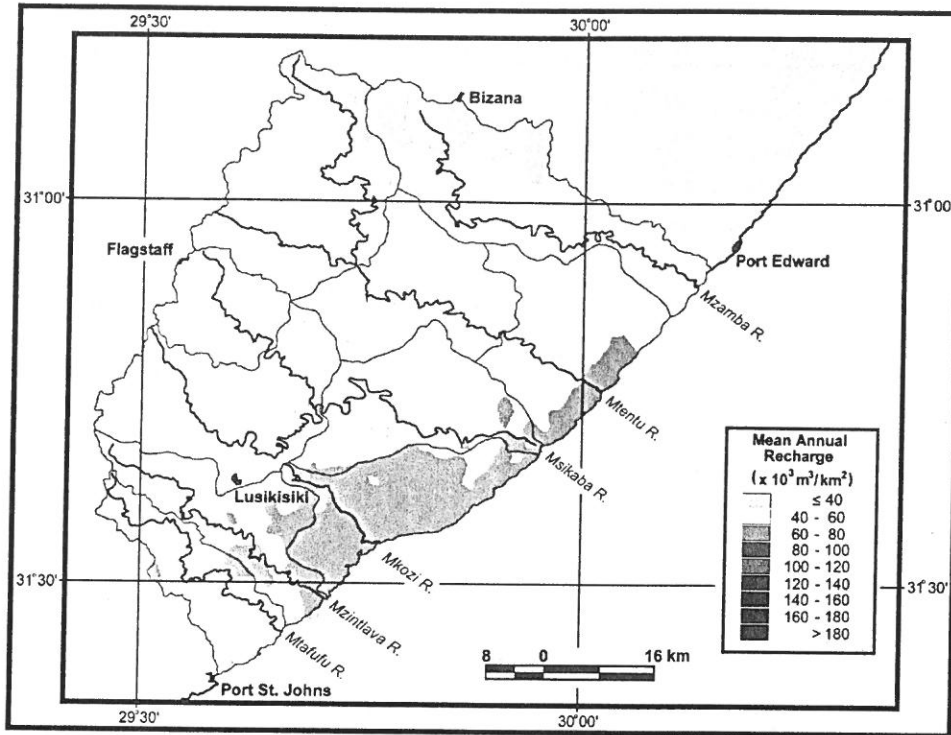 29°30'
30°00'
Bizana
31°00'
31°00'
Flagstaff
Port Edward
Mzamba R.
Mtentu R.
Msikaba R.
Lusikisiki
Mkozi R.
Mzintlava R.
Mtafufu R.
Port St. Johns
31°30'
31°30'
Mean Annual
Recharge
(x 10³ m³/km²)
≤ 40
40 - 60
60 - 80
80 - 100
100 - 120
120 - 140
140 - 160
160 - 180
> 180
8 0 16 km
29°30'
30°00'